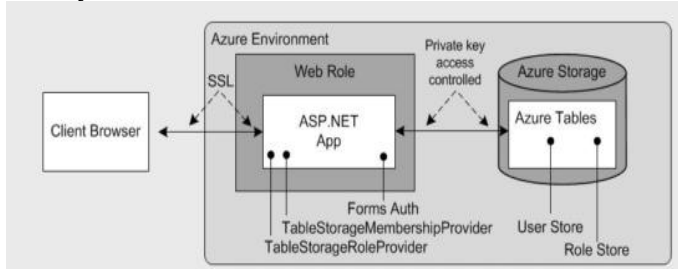 Azure Environment
Private key
access
controlled
Web Role
Azure Storage
SSL
Client Browser
ASP.NET
App
Azure Tables
Forms Auth
TableStorageMembershipProvider
TableStorageRoleProvider
User Store
Role Store